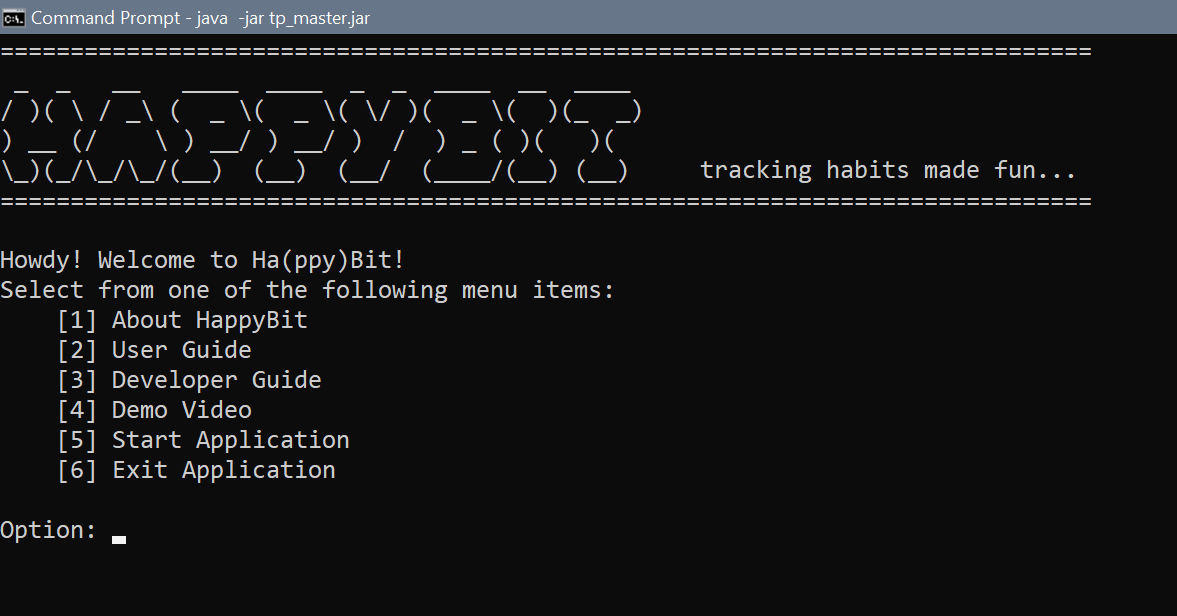 Command Prompt - java  -jar tp_master.jar
==============================================================================
 _  _   __   ____  ____  _  _  ____  __  ____
/ )( \ / _\ (  _ \(  _ \( \/ )(  _ \(  )(_  _)
) __ (/    \ ) __/ ) __/ )  /  ) _ ( )(   )(
\_)(_/\_/\_/(__)  (__)  (__/  (____/(__) (__)     tracking habits made fun...
==============================================================================
Howdy! Welcome to Ha(ppy)Bit!
Select from one of the following menu items:
    [1] About HappyBit
    [2] User Guide
    [3] Developer Guide
    [4] Demo Video
    [5] Start Application
    [6] Exit Application
Option: